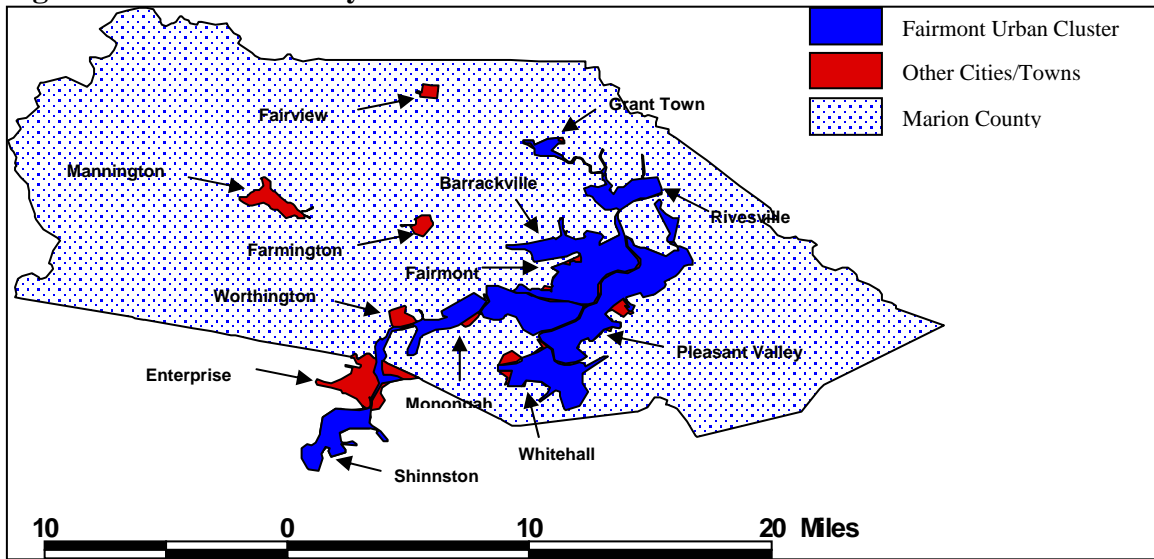 Fairmont Urban Cluster
Other Cities/Towns
Marion County
Fairview
Grant Town
Mannington
Barrackville
Rivesville
Farmington
Fairmont
Worthington
Pleasant Valley
Enterprise
Monongah
Whitehall
Shinnston
10 0 10 20 Miles